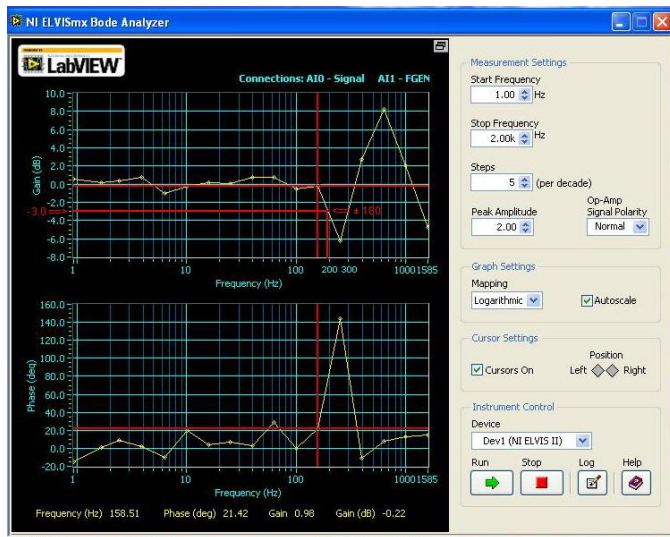 NI ELVISmx Bode Analyzer
LabVIEW
Connections: AI0 - Signal AI1 - FGEN
Gain (dB)
10.0
8.0
6.0
4.0
2.0
0.0
-2.0
-3.0 ==>
<=> ± 180
-4.0
-6.0
-8.0
1 10 100 200 300 1000 1585
Frequency (Hz)
Phase (deg)
160.0
140.0
120.0
100.0
80.0
60.0
40.0
20.0
0.0
-20.0
1 10 100 1000 1585
Frequency (Hz)
Frequency (Hz) 158.51 Phase (deg) 21.42 Gain 0.98 Gain (dB) -0.22
Measurement Settings
Start Frequency
1.00 Hz
Stop Frequency
2.00k Hz
Steps
5 (per decade)
Peak Amplitude
2.00
Op-Amp
Signal Polarity
Normal
Graph Settings
Mapping
Logarithmic
Autoscale
Cursor Settings
Position
Cursors On
Left Right
Instrument Control
Device
Dev1 (NI ELVIS II)
Run Stop Log Help